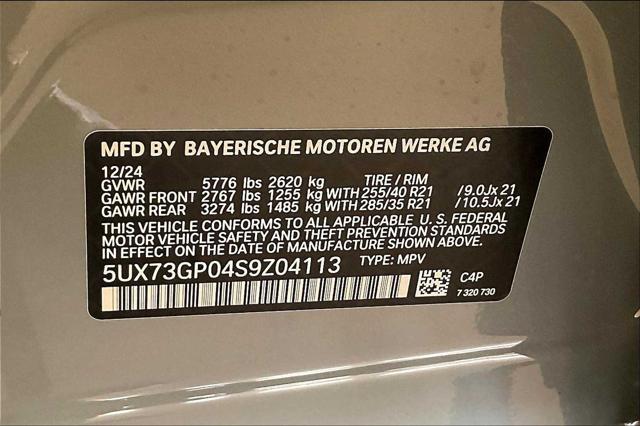 MFD BY BAYERISCHE MOTOREN WERKE AG
12/24 TIRE / RIM
GVWR 5776 lbs 2620 kg
GAWR FRONT 2767 lbs 1255 kg WITH 255/40 R21 /9.0Jx 21
GAWR REAR 3274 lbs 1485 kg WITH 285/35 R21 /10.5Jx 21
THIS VEHICLE CONFORMS TO ALL APPLICABLE U. S. FEDERAL
MOTOR VEHICLE SAFETY AND THEFT PREVENTION STANDARDS
IN EFFECT ON THE DATE OF MANUFACTURE SHOWN ABOVE.
5UX73GP04S9Z04113 TYPE: MPV
C4P
7 320 730